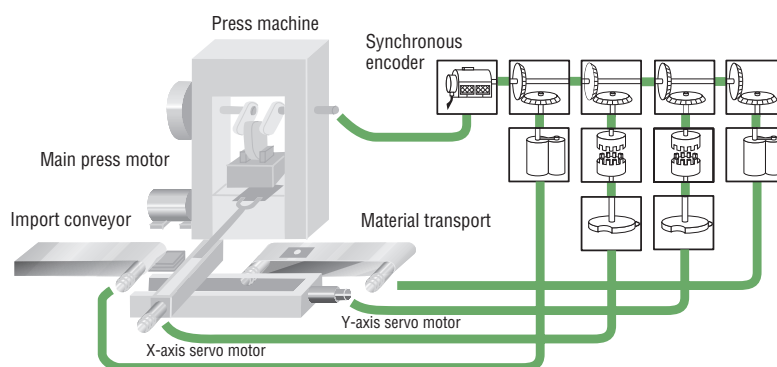 Press machine
Synchronous
encoder
Main press motor
Import conveyor
Material transport
Y-axis servo motor
X-axis servo motor